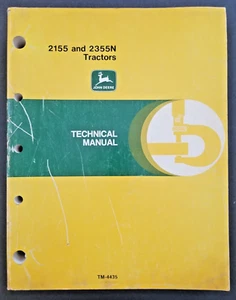 2155 and 2355N
Tractors
JOHN DEERE
TECHNICAL
MANUAL
TM-4435